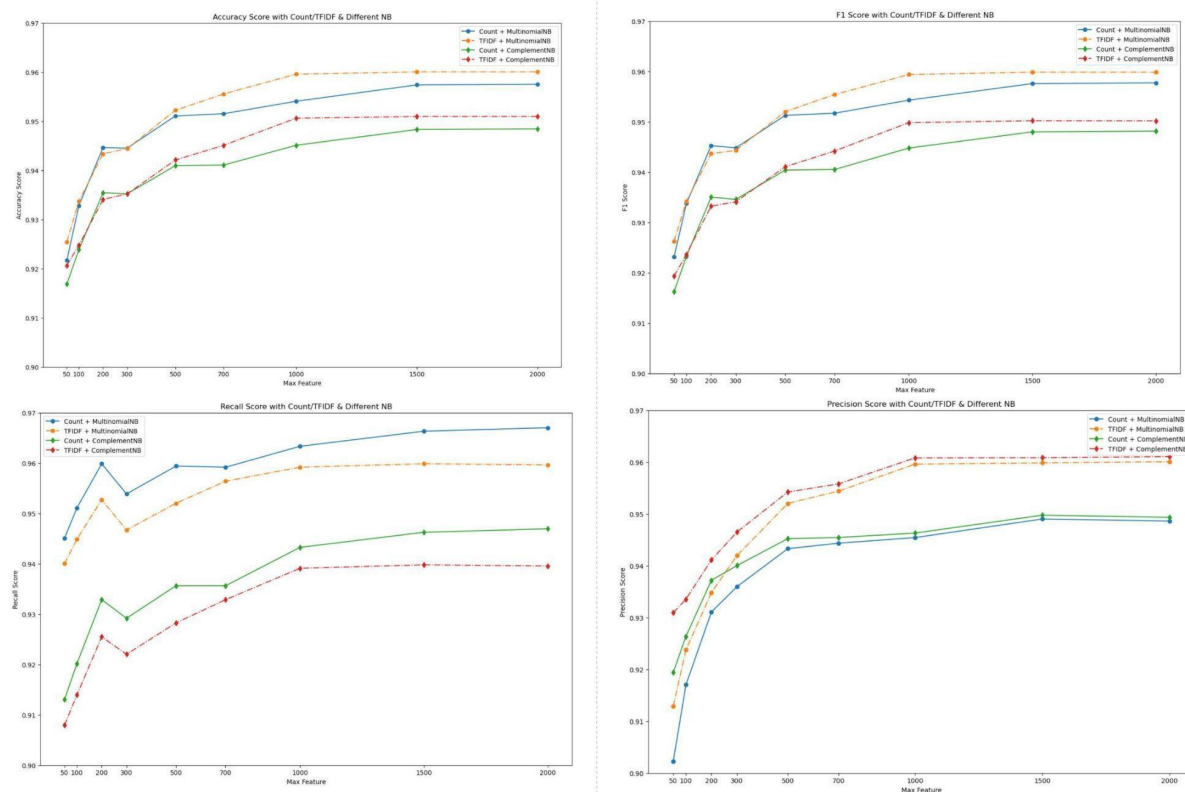 Accuracy Score with Count/TFIDF & Different NB
0.97
0.96
0.95
0.94
0.93
0.92
0.91
0.90
Accuracy Score
Count + MultinomialNB
TFIDF + MultinomialNB
Count + ComplementNB
TFIDF + ComplementNB
50 100 200 300 500 700 1000 1500 2000
Max Feature
F1 Score with Count/TFIDF & Different NB
0.97
0.96
0.95
0.94
0.93
0.92
0.91
0.90
F1 Score
Count + MultinomialNB
TFIDF + MultinomialNB
Count + ComplementNB
TFIDF + ComplementNB
50 100 200 300 500 700 1000 1500 2000
Max Feature
Recall Score with Count/TFIDF & Different NB
0.97
0.96
0.95
0.94
0.93
0.92
0.91
0.90
Recall Score
Count + MultinomialNB
TFIDF + MultinomialNB
Count + ComplementNB
TFIDF + ComplementNB
50 100 200 300 500 700 1000 1500 2000
Max Feature
Precision Score with Count/TFIDF & Different NB
0.97
0.96
0.95
0.94
0.93
0.92
0.91
0.90
Precision Score
Count + MultinomialNB
TFIDF + MultinomialNB
Count + ComplementNB
TFIDF + ComplementNB
50 100 200 300 500 700 1000 1500 2000
Max Feature